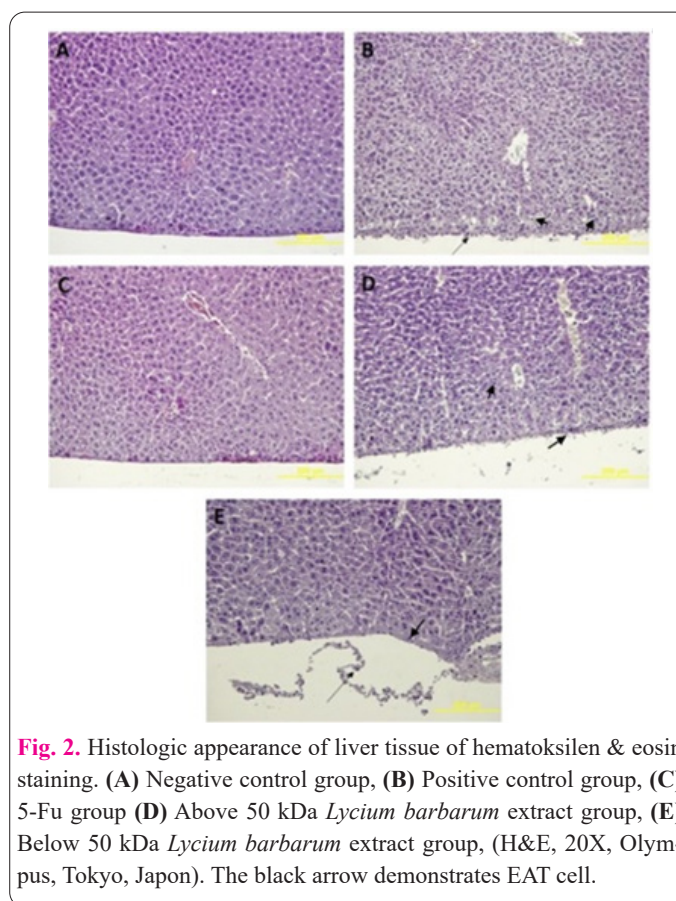 A
B
C
D
E
Fig. 2. Histologic appearance of liver tissue of hematoksilen & eosin
staining. (A) Negative control group, (B) Positive control group, (C)
5-Fu group (D) Above 50 kDa Lycium barbarum extract group, (E)
Below 50 kDa Lycium barbarum extract group, (H&E, 20X, Olym-
pus, Tokyo, Japon). The black arrow demonstrates EAT cell.